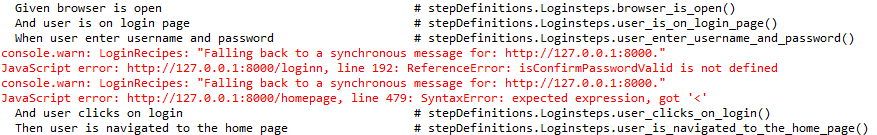 Given browser is open # stepDefinitions.Loginsteps.browser_is_open()
And user is on login page # stepDefinitions.Loginsteps.user_is_on_login_page()
When user enter username and password # stepDefinitions.Loginsteps.user_enter_username_and_password()
console.warn: LoginRecipes: "Falling back to a synchronous message for: http://127.0.0.1:8000."
JavaScript error: http://127.0.0.1:8000/loginn, line 192: ReferenceError: isConfirmPasswordValid is not defined
console.warn: LoginRecipes: "Falling back to a synchronous message for: http://127.0.0.1:8000."
JavaScript error: http://127.0.0.1:8000/homepage, line 479: SyntaxError: expected expression, got '<'
And user clicks on login # stepDefinitions.Loginsteps.user_clicks_on_login()
Then user is navigated to the home page # stepDefinitions.Loginsteps.user_is_navigated_to_the_home_page()